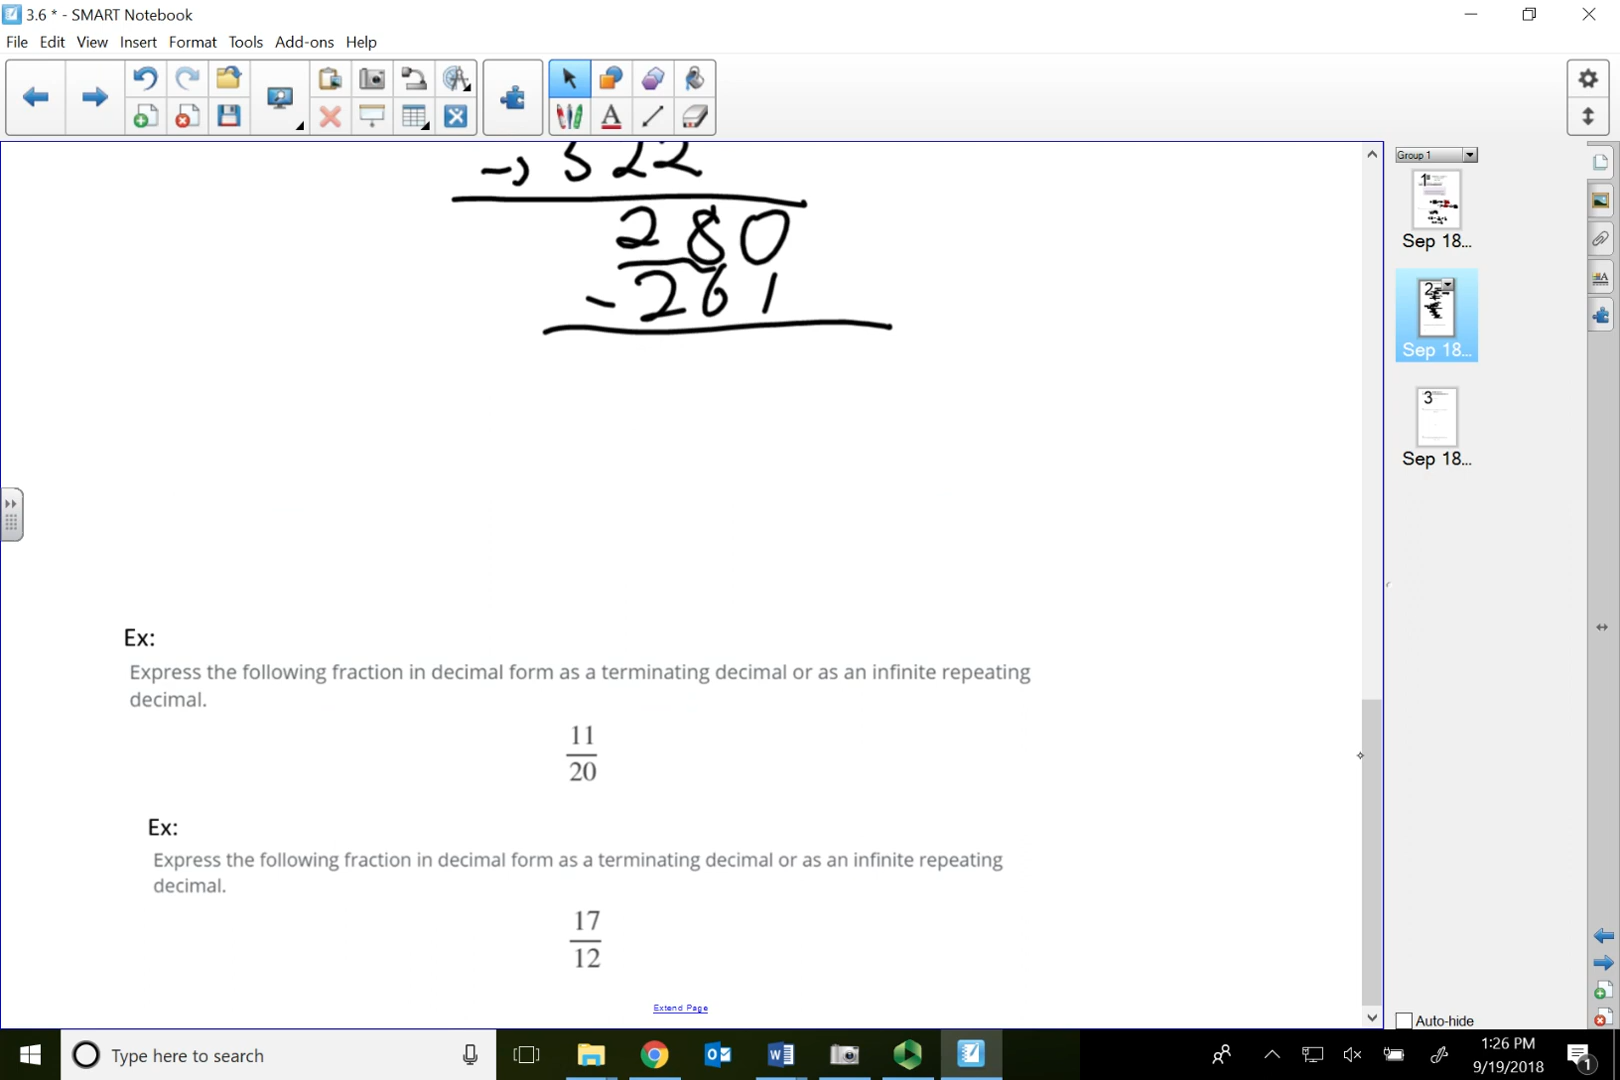 3.6 * - SMART Notebook
File Edit View Insert Format Tools Add-ons Help
522
280
- 261
Ex:
Express the following fraction in decimal form as a terminating decimal or as an infinite repeating
decimal.
11
20
Ex:
Express the following fraction in decimal form as a terminating decimal or as an infinite repeating
decimal.
17
12
Extend Page
Group 1
1
Sep 18...
2
Sep 18...
3
Sep 18...
Auto-hide
Type here to search
1:26 PM
9/19/2018
1